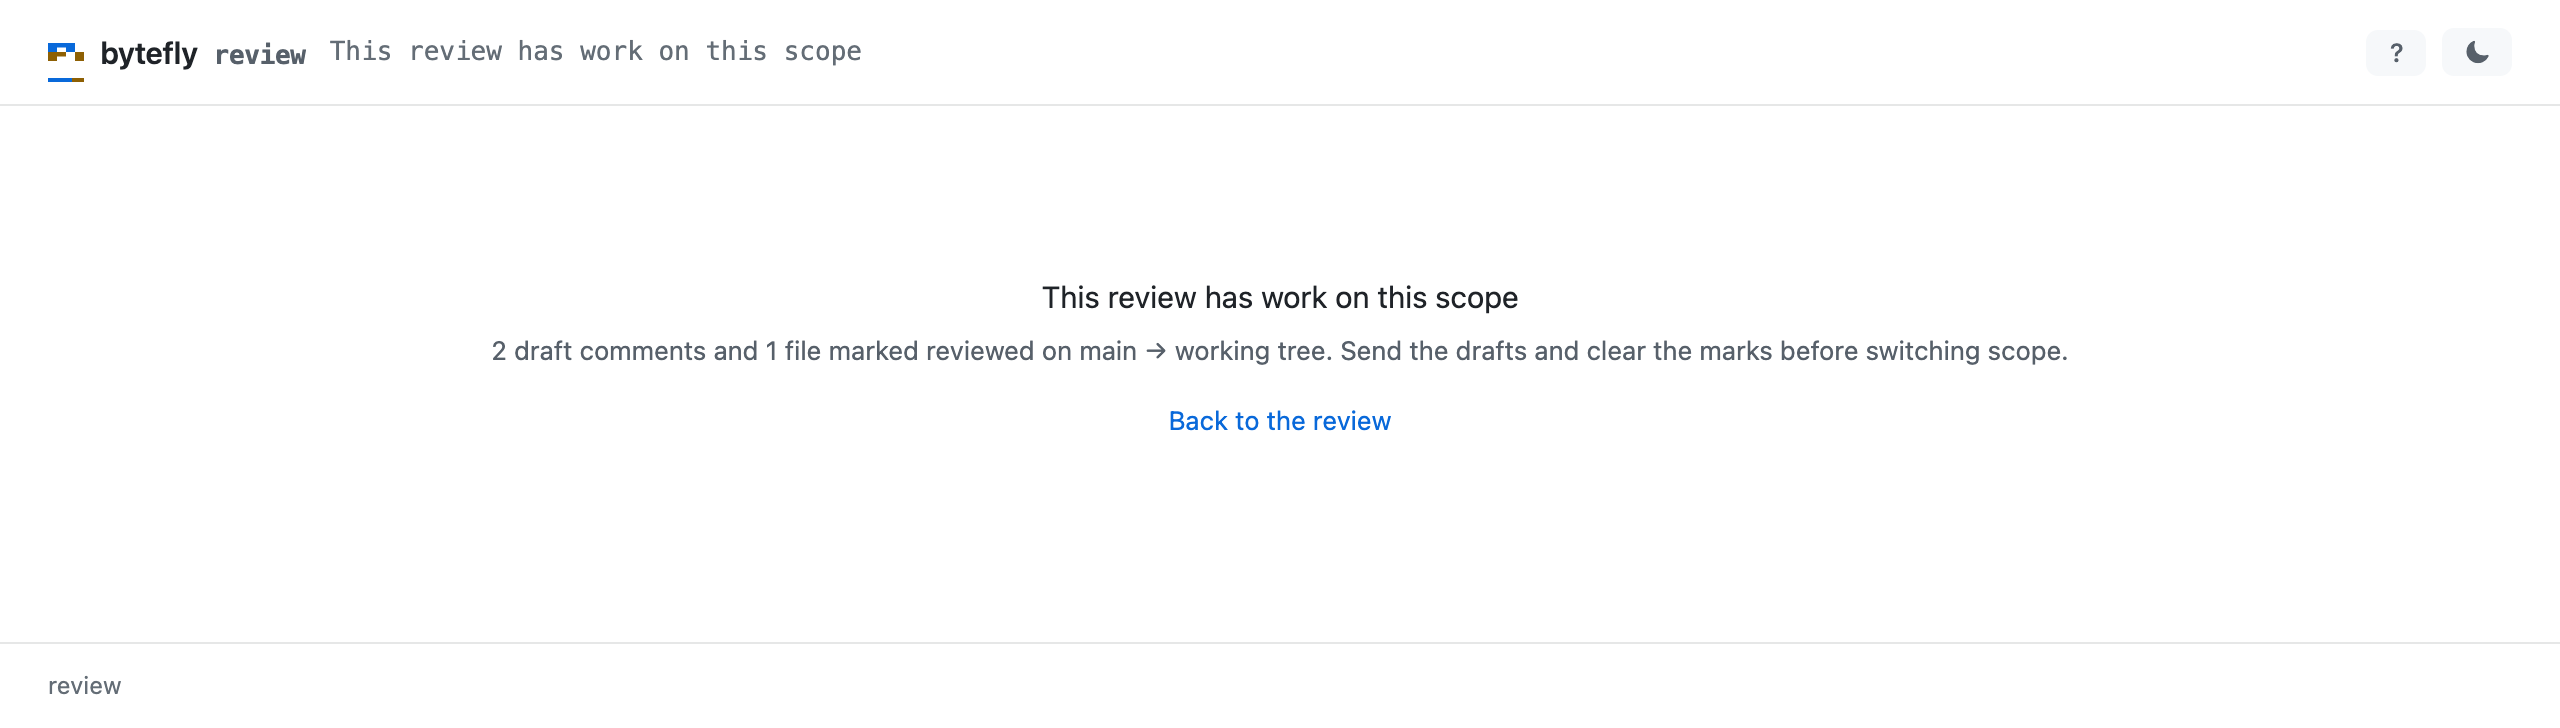 bytefly review This review has work on this scope ?
This review has work on this scope
2 draft comments and 1 file marked reviewed on main → working tree. Send the drafts and clear the marks before switching scope.
Back to the review
review